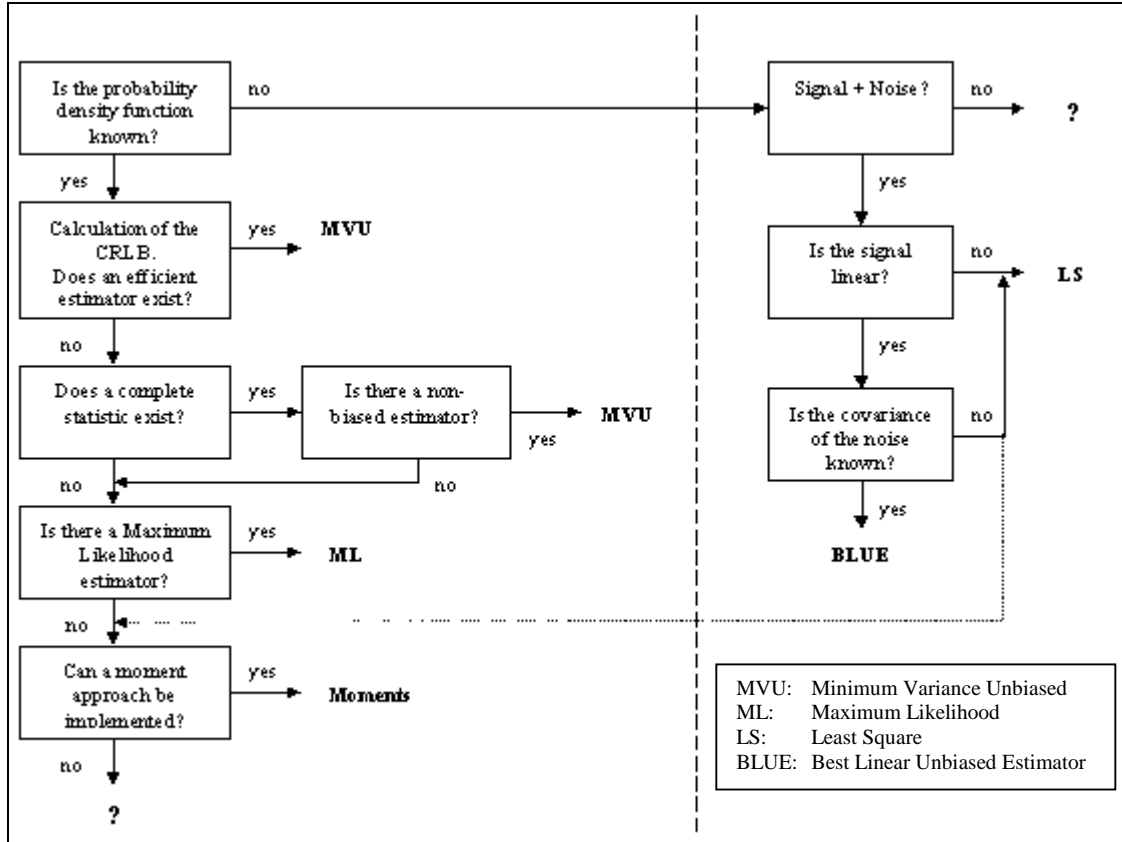 Is the probability
density function
known?
no
yes
Calculation of the
CRLB.
Does an efficient
estimator exist?
yes
MVU
no
Does a complete
statistic exist?
yes
Is there a non-
biased estimator?
yes
MVU
no
no
Is there a Maximum
Likelihood
estimator?
yes
ML
no
Can a moment
approach be
implemented?
yes
Moments
no
?
Signal + Noise?
no
?
yes
Is the signal
linear?
no
LS
yes
Is the covariance
of the noise
known?
no
yes
BLUE
MVU: Minimum Variance Unbiased
ML: Maximum Likelihood
LS: Least Square
BLUE: Best Linear Unbiased Estimator